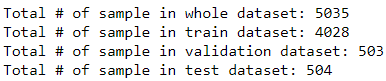 Total # of sample in whole dataset: 5035
Total # of sample in train dataset: 4028
Total # of sample in validation dataset: 503
Total # of sample in test dataset: 504